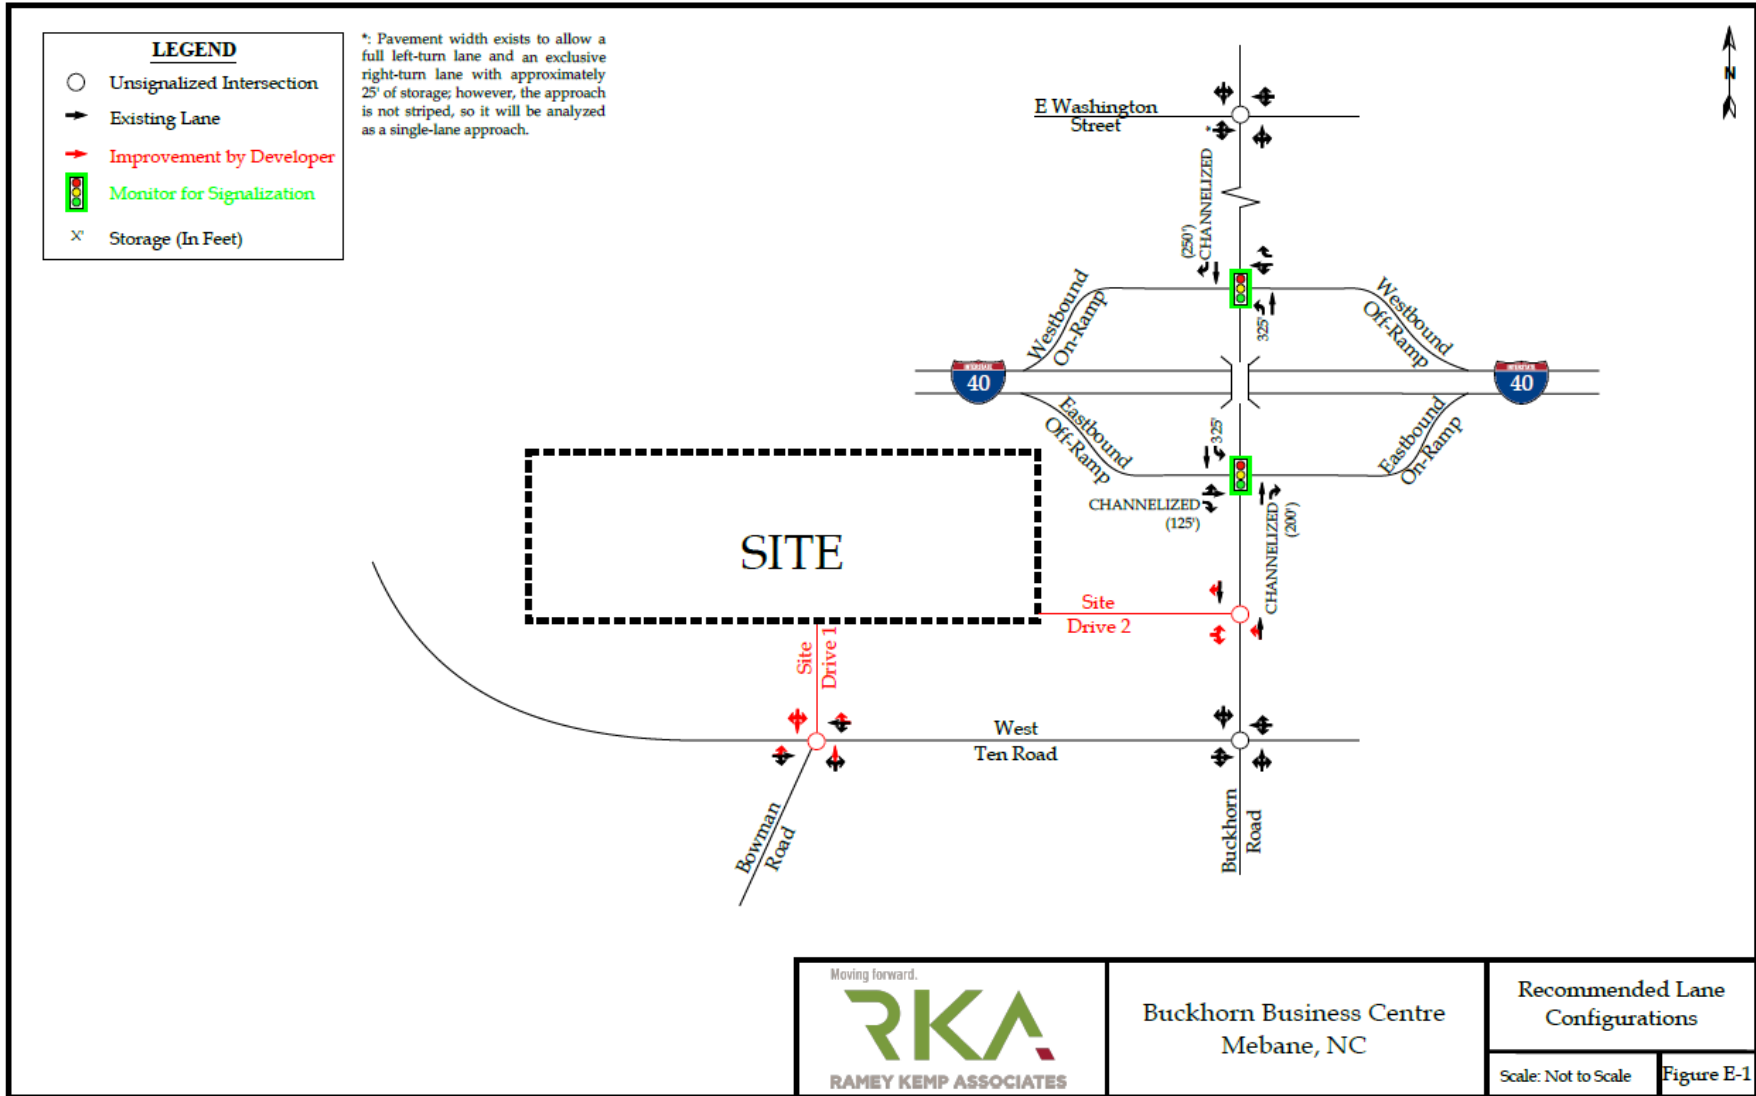 LEGEND
Unsignalized Intersection
Existing Lane
Improvement by Developer
Monitor for Signalization
X' Storage (In Feet)
*: Pavement width exists to allow a
full left-turn lane and an exclusive
right-turn lane with approximately
25' of storage; however, the approach
is not striped, so it will be analyzed
as a single-lane approach.
N
E Washington
Street
*
CHANNELIZED
(250')
325'
Westbound
On-Ramp
Westbound
Off-Ramp
INTERSTATE
40
INTERSTATE
40
Eastbound
Off-Ramp
Eastbound
On-Ramp
325'
CHANNELIZED
(125')
CHANNELIZED
(200')
SITE
Site
Drive 2
Site
Drive 1
West
Ten Road
Bowman
Road
Buckhorn
Road
Moving forward.
RKA
RAMEY KEMP ASSOCIATES
Buckhorn Business Centre
Mebane, NC
Recommended Lane
Configurations
Scale: Not to Scale
Figure E-1